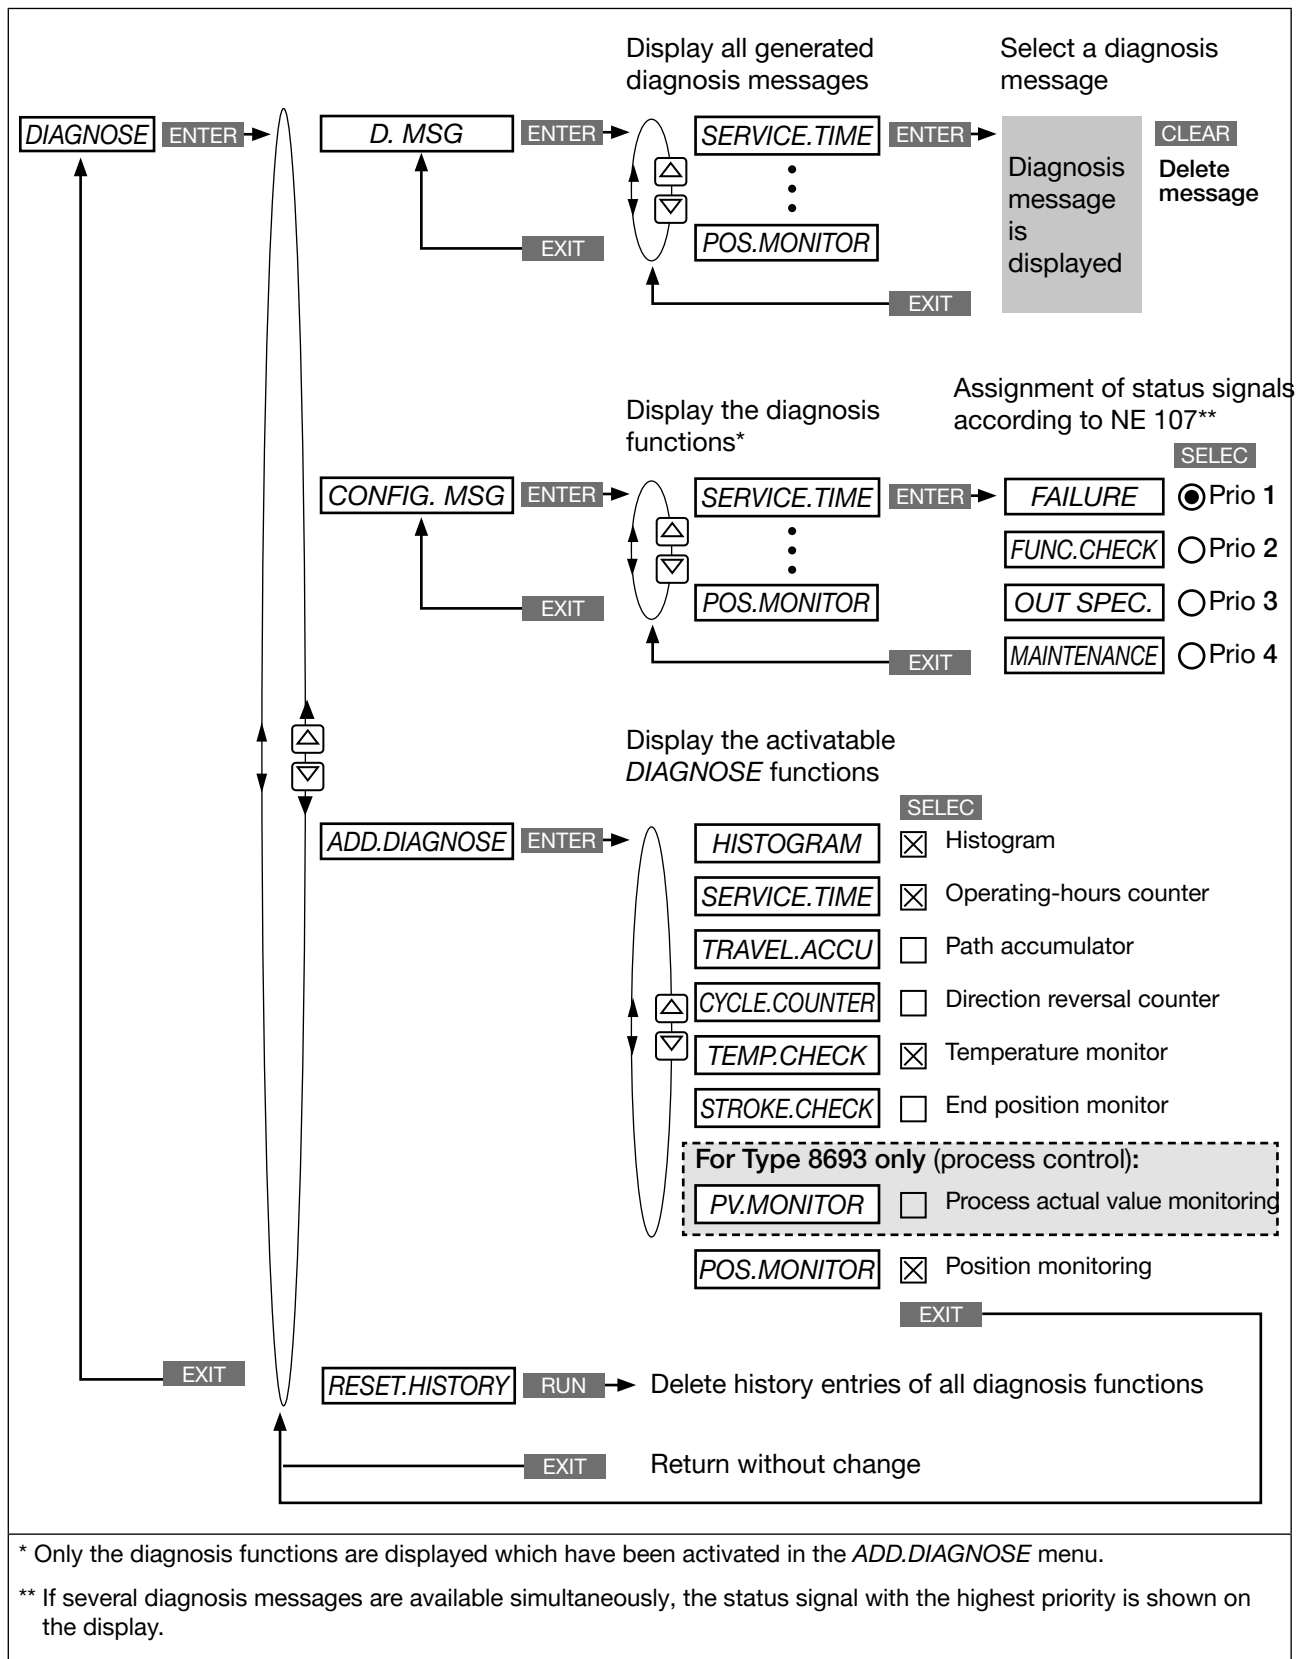 Display all generated
diagnosis messages
Select a diagnosis
message
DIAGNOSE ENTER D. MSG ENTER SERVICE.TIME ENTER CLEAR
Diagnosis
message
is
displayed
Delete
message
POS.MONITOR
EXIT
EXIT
Assignment of status signals
according to NE 107**
Display the diagnosis
functions*
SELEC
CONFIG. MSG ENTER SERVICE.TIME ENTER FAILURE Prio 1
FUNC.CHECK Prio 2
EXIT POS.MONITOR OUT SPEC. Prio 3
EXIT MAINTENANCE Prio 4
Display the activatable
DIAGNOSE functions
SELEC
ADD.DIAGNOSE ENTER HISTOGRAM Histogram
SERVICE.TIME Operating-hours counter
TRAVEL.ACCU Path accumulator
CYCLE.COUNTER Direction reversal counter
TEMP.CHECK Temperature monitor
STROKE.CHECK End position monitor
For Type 8693 only (process control):
PV.MONITOR Process actual value monitoring
POS.MONITOR Position monitoring
EXIT
EXIT RESET.HISTORY RUN Delete history entries of all diagnosis functions
EXIT Return without change
* Only the diagnosis functions are displayed which have been activated in the ADD.DIAGNOSE menu.
** If several diagnosis messages are available simultaneously, the status signal with the highest priority is shown on
the display.